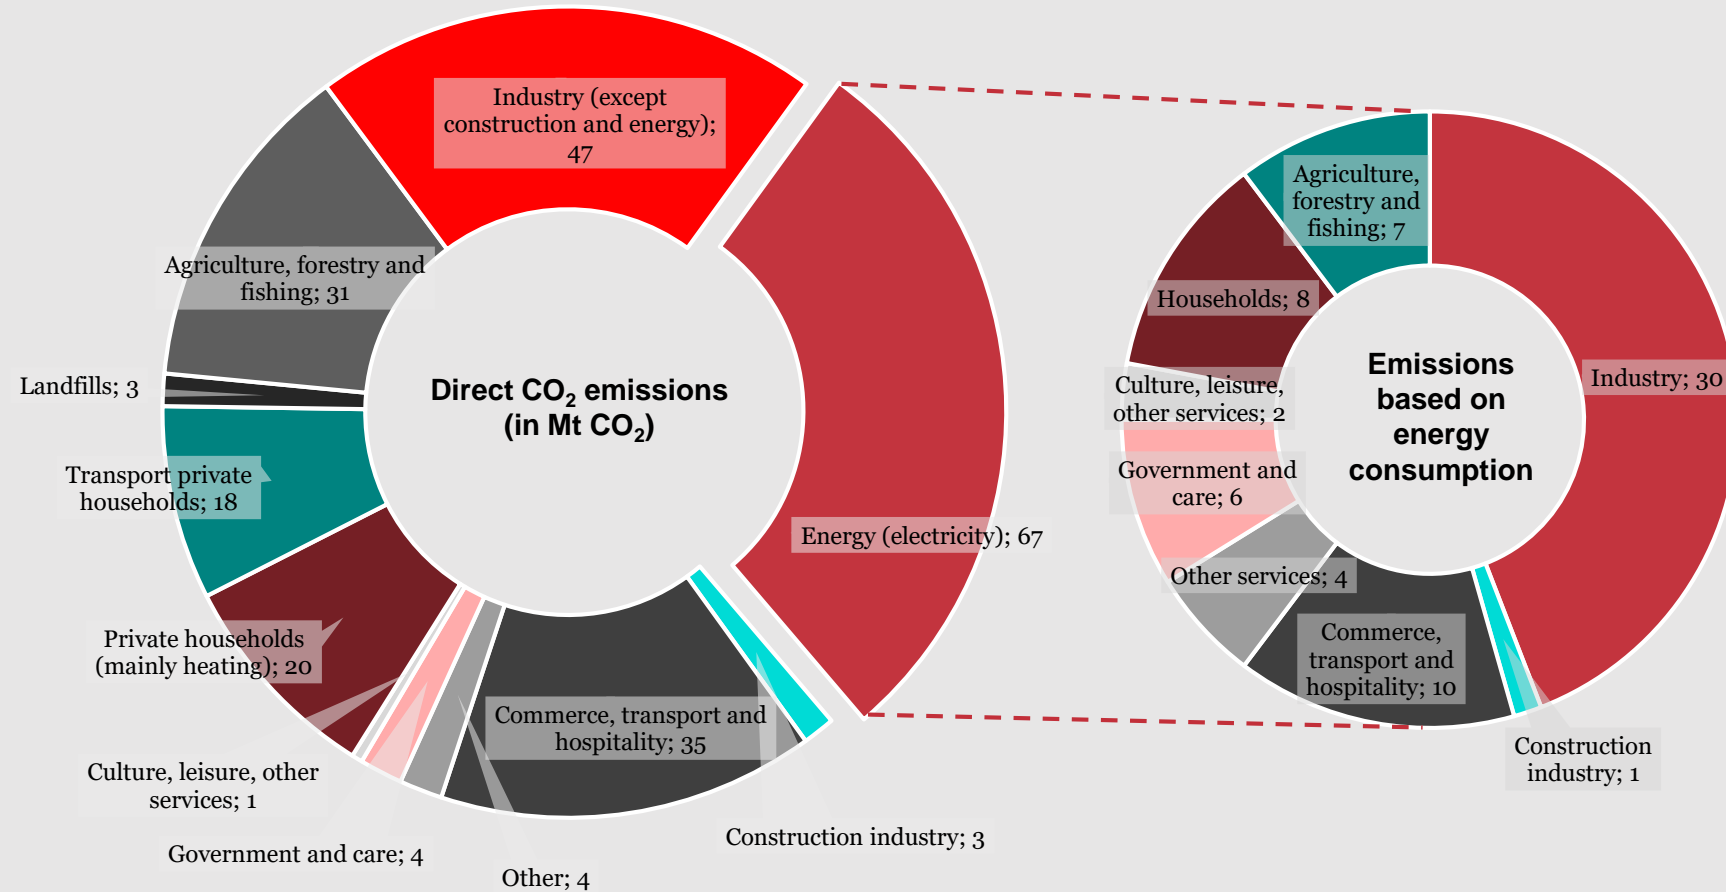 Industry (except
construction and energy);
47
Agriculture, forestry and
fishing; 31
Landfills; 3
Transport private
households; 18
Private households
(mainly heating); 20
Culture, leisure, other
services; 1
Government and care; 4
Other; 4
Commerce, transport and
hospitality; 35
Construction industry; 3
Energy (electricity); 67
Direct CO₂ emissions
(in Mt CO₂)
Agriculture,
forestry and
fishing; 7
Households; 8
Culture, leisure,
other services; 2
Government and
care; 6
Other services; 4
Commerce,
transport and
hospitality; 10
Construction
industry; 1
Industry; 30
Emissions
based on
energy
consumption